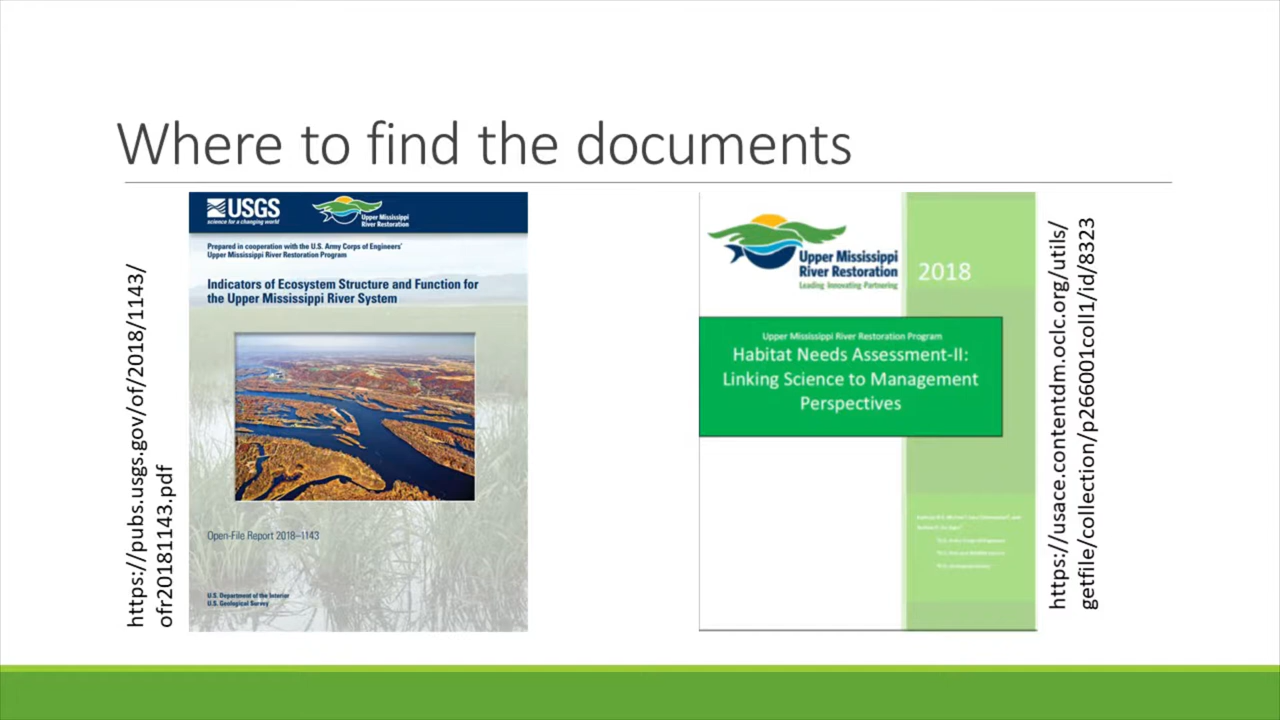 Where to find the documents
https://pubs.usgs.gov/of/2018/1143/
ofr20181143.pdf
USGS
science for a changing world
Upper Mississippi
River Restoration
Prepared in cooperation with the U.S. Army Corps of Engineers'
Upper Mississippi River Restoration Program
Indicators of Ecosystem Structure and Function for
the Upper Mississippi River System
Open-File Report 2018–1143
U.S. Department of the Interior
U.S. Geological Survey
Upper Mississippi
River Restoration
Leading Innovating Partnering
2018
Upper Mississippi River Restoration Program
Habitat Needs Assessment-II:
Linking Science to Management
Perspectives
https://usace.contentdm.oclc.org/utils/
getfile/collection/p266001coll1/id/8323